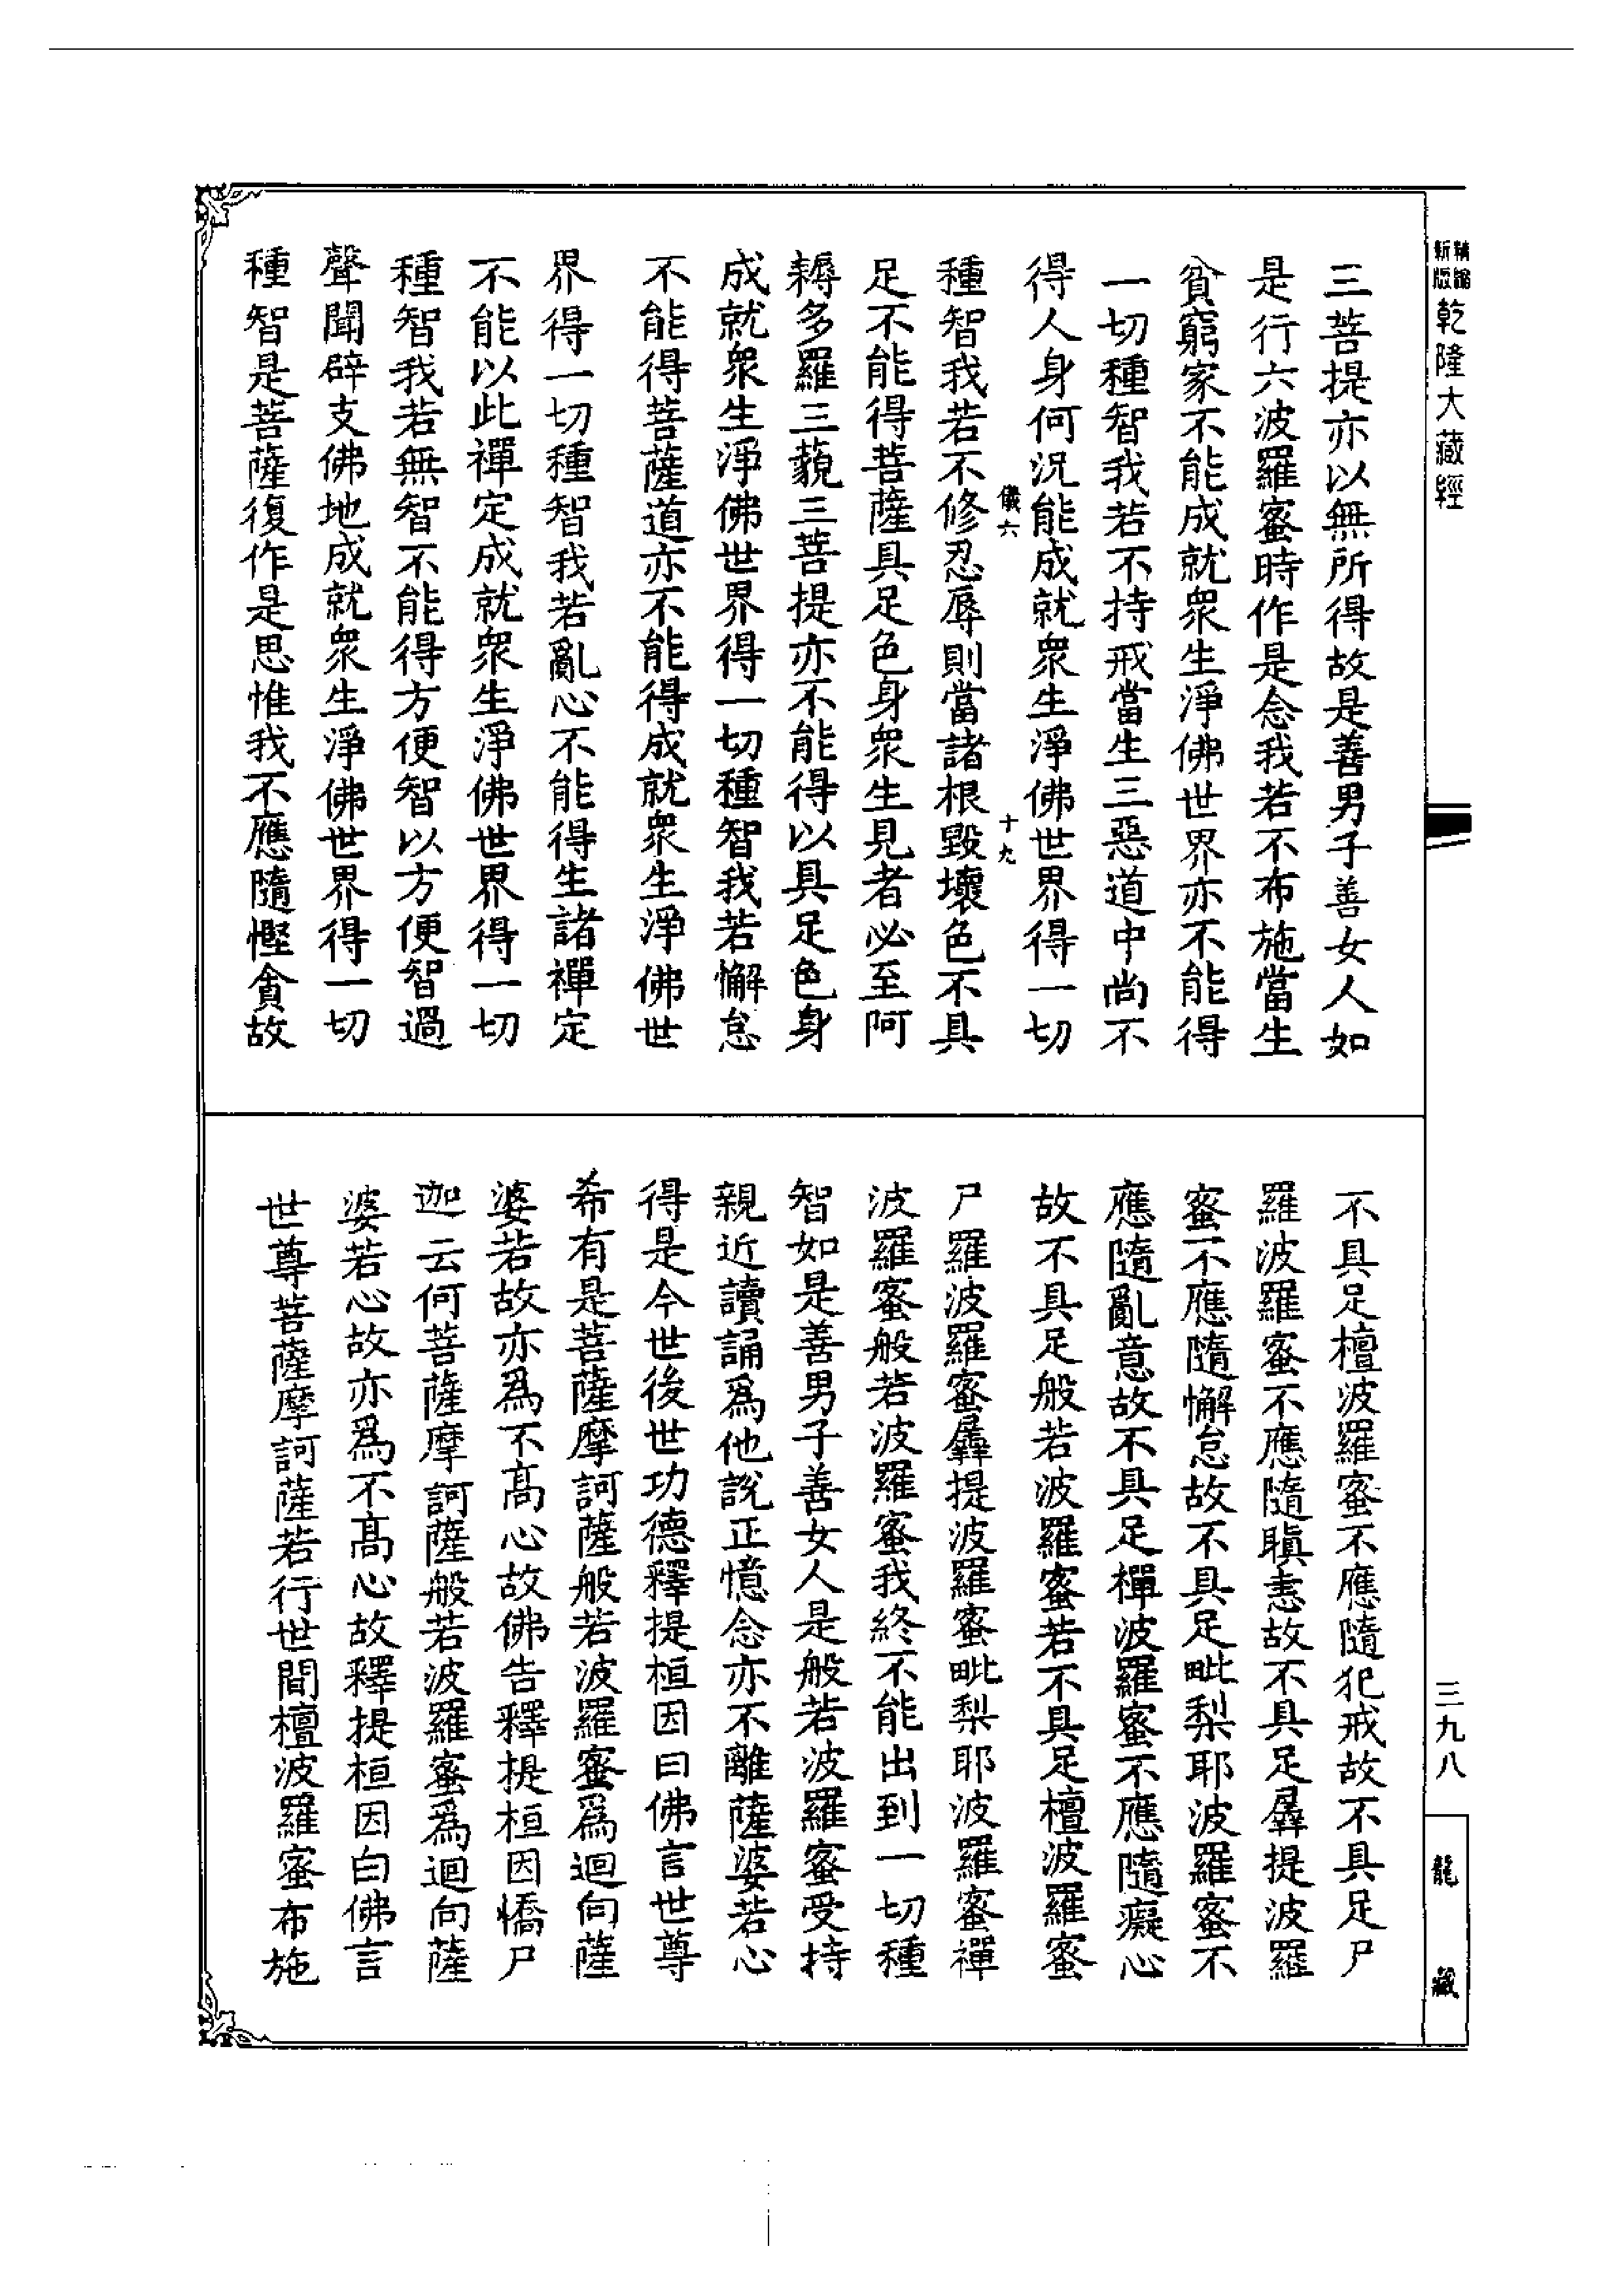 精縮
新版
乾隆大藏經
三九八
龍藏
三菩提亦以無所得故是善男子善女人如
是行六波羅蜜時作是念我若不布施當生
貧窮家不能成就衆生淨佛世界亦不能得
一切種智我若不持戒當生三惡道中尚不
得人身何況能成就衆生淨佛世界得一切
儀六
十九
種智我若不修忍辱則當諸根毀壞色不具
足不能得菩薩具足色身衆生見者必至阿
耨多羅三藐三菩提亦不能得以具足色身
成就衆生淨佛世界得一切種智我若懈怠
不能得菩薩道亦不能得成就衆生淨佛世
界得一切種智我若亂心不能得生諸禪定
不能以此禪定成就衆生淨佛世界得一切
種智我若無智不能得方便智以方便智過
聲聞辟支佛地成就衆生淨佛世界得一切
種智是菩薩復作是思惟我不應隨慳貪故
不具足檀波羅蜜不應隨犯戒故不具足尸
羅波羅蜜不應隨瞋恚故不具足羼提波羅
蜜不應隨懈怠故不具足毗梨耶波羅蜜不
應隨亂意故不具足禪波羅蜜不應隨癡心
故不具足般若波羅蜜若不具足檀波羅蜜
尸羅波羅蜜羼提波羅蜜毗梨耶波羅蜜禪
波羅蜜般若波羅蜜我終不能出到一切種
智如是善男子善女人是般若波羅蜜受持
親近讀誦爲他說正憶念亦不離薩婆若心
得是今世後世功德釋提桓因曰佛言世尊
希有是菩薩摩訶薩般若波羅蜜爲迴向薩
婆若故亦爲不高心故佛告釋提桓因憍尸
迦云何菩薩摩訶薩般若波羅蜜爲迴向薩
婆若心故亦爲不高心故釋提桓因白佛言
世尊菩薩摩訶薩若行世間檀波羅蜜布施